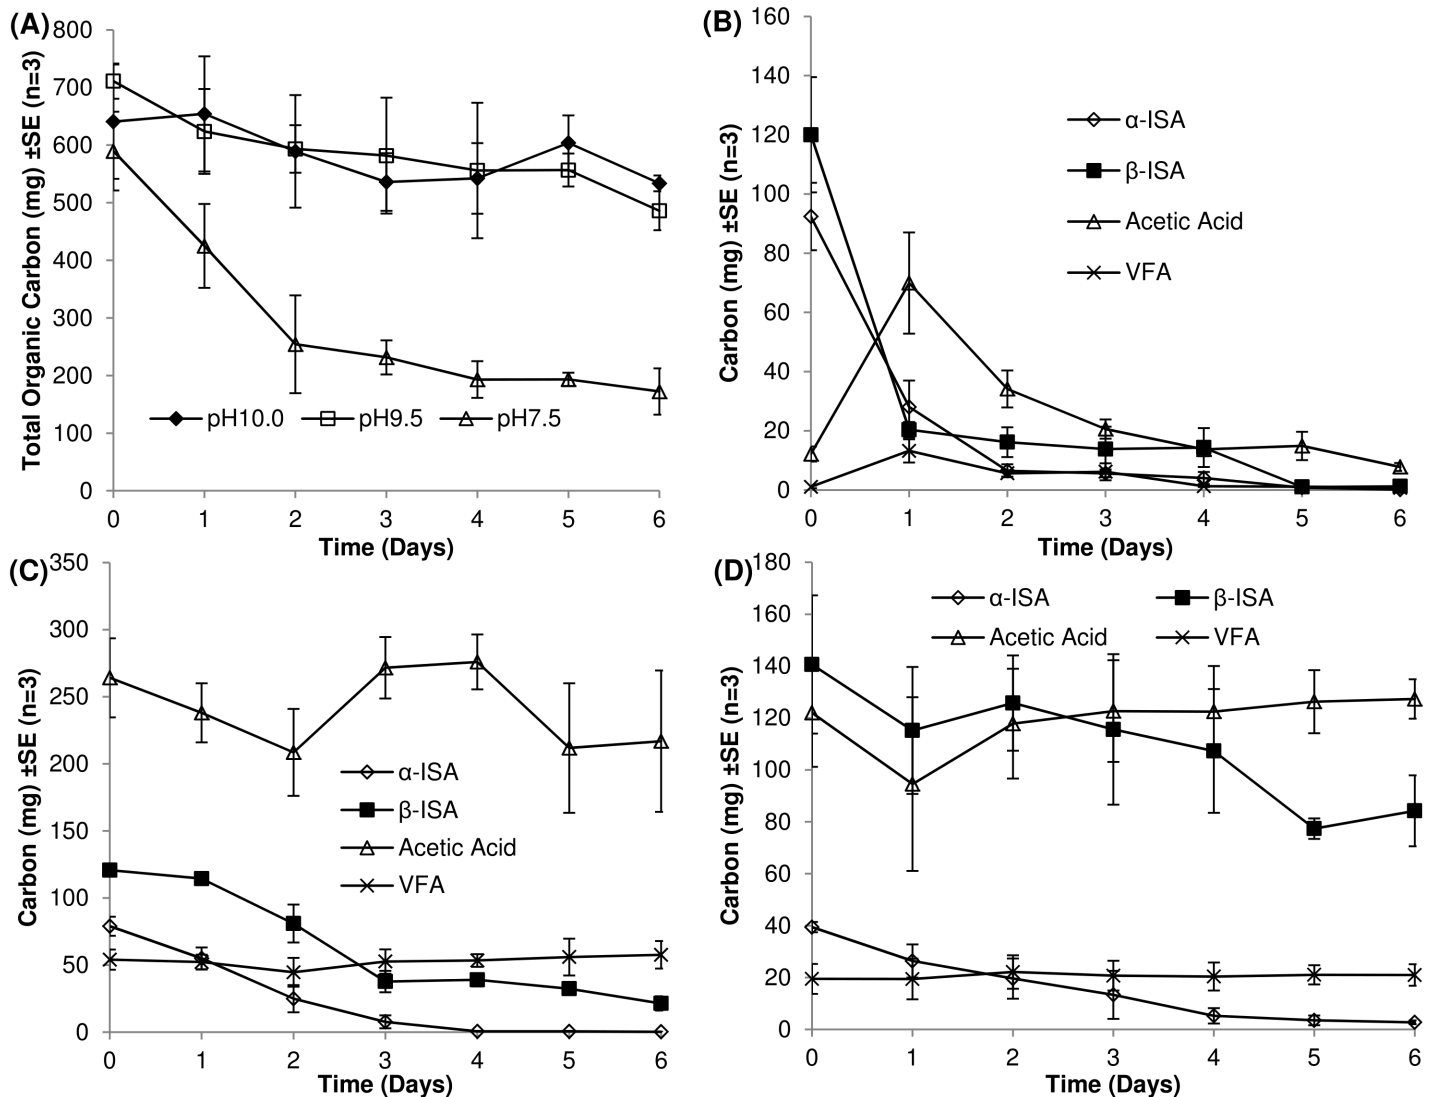 (A)
Total Organic Carbon (mg) ±SE (n=3)
800
700
600
500
400
300
200
100
0
pH10.0 pH9.5 pH7.5
0 1 2 3 4 5 6
Time (Days)
(B)
Carbon (mg) ±SE (n=3)
160
140
120
100
80
60
40
20
0
α-ISA
β-ISA
Acetic Acid
VFA
0 1 2 3 4 5 6
Time (Days)
(C)
Carbon (mg) ±SE (n=3)
350
300
250
200
150
100
50
0
α-ISA
β-ISA
Acetic Acid
VFA
0 1 2 3 4 5 6
Time (Days)
(D)
Carbon (mg) ±SE (n=3)
180
160
140
120
100
80
60
40
20
0
α-ISA β-ISA
Acetic Acid VFA
0 1 2 3 4 5 6
Time (Days)